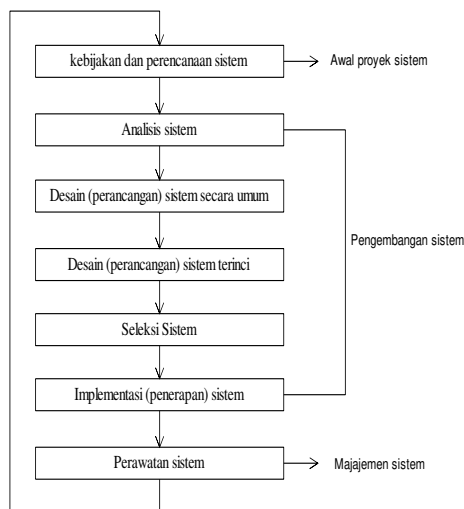 kebijakan dan perencanaan sistem
Awal proyek sistem
Analisis sistem
Desain (perancangan) sistem secara umum
Pengembangan sistem
Desain (perancangan) sistem terinci
Seleksi Sistem
Implementasi (penerapan) sistem
Perawatan sistem
Majajemen sistem